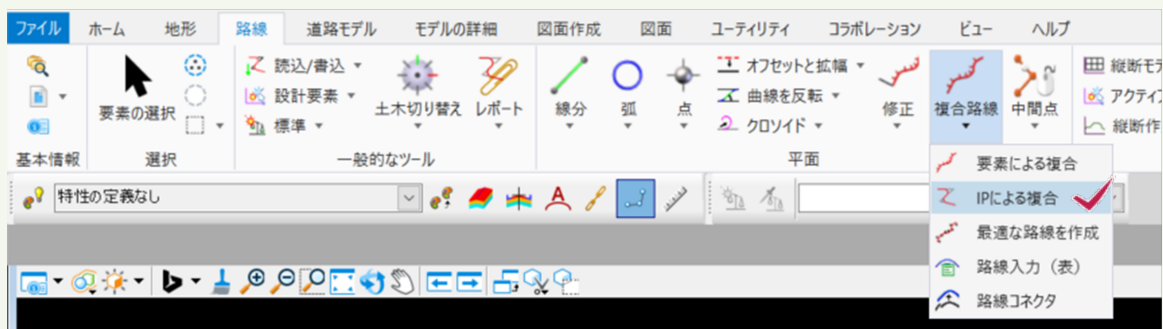 ファイル ホーム 地形 路線 道路モデル モデルの詳細 図面作成 図面 ユーティリティ コラボレーション ビュー ヘルプ
要素の選択
読込/書込
設計要素
標準
土木切り替え レポート
線分 弧 点
オフセットと拡幅
曲線を反転
クロソイド
修正 複合路線 中間点
縦断モデ
アクティブ
縦断作
基本情報 選択 一般的なツール 平面
特性の定義なし
要素による複合
IPによる複合
最適な路線を作成
路線入力（表）
路線コネクタ